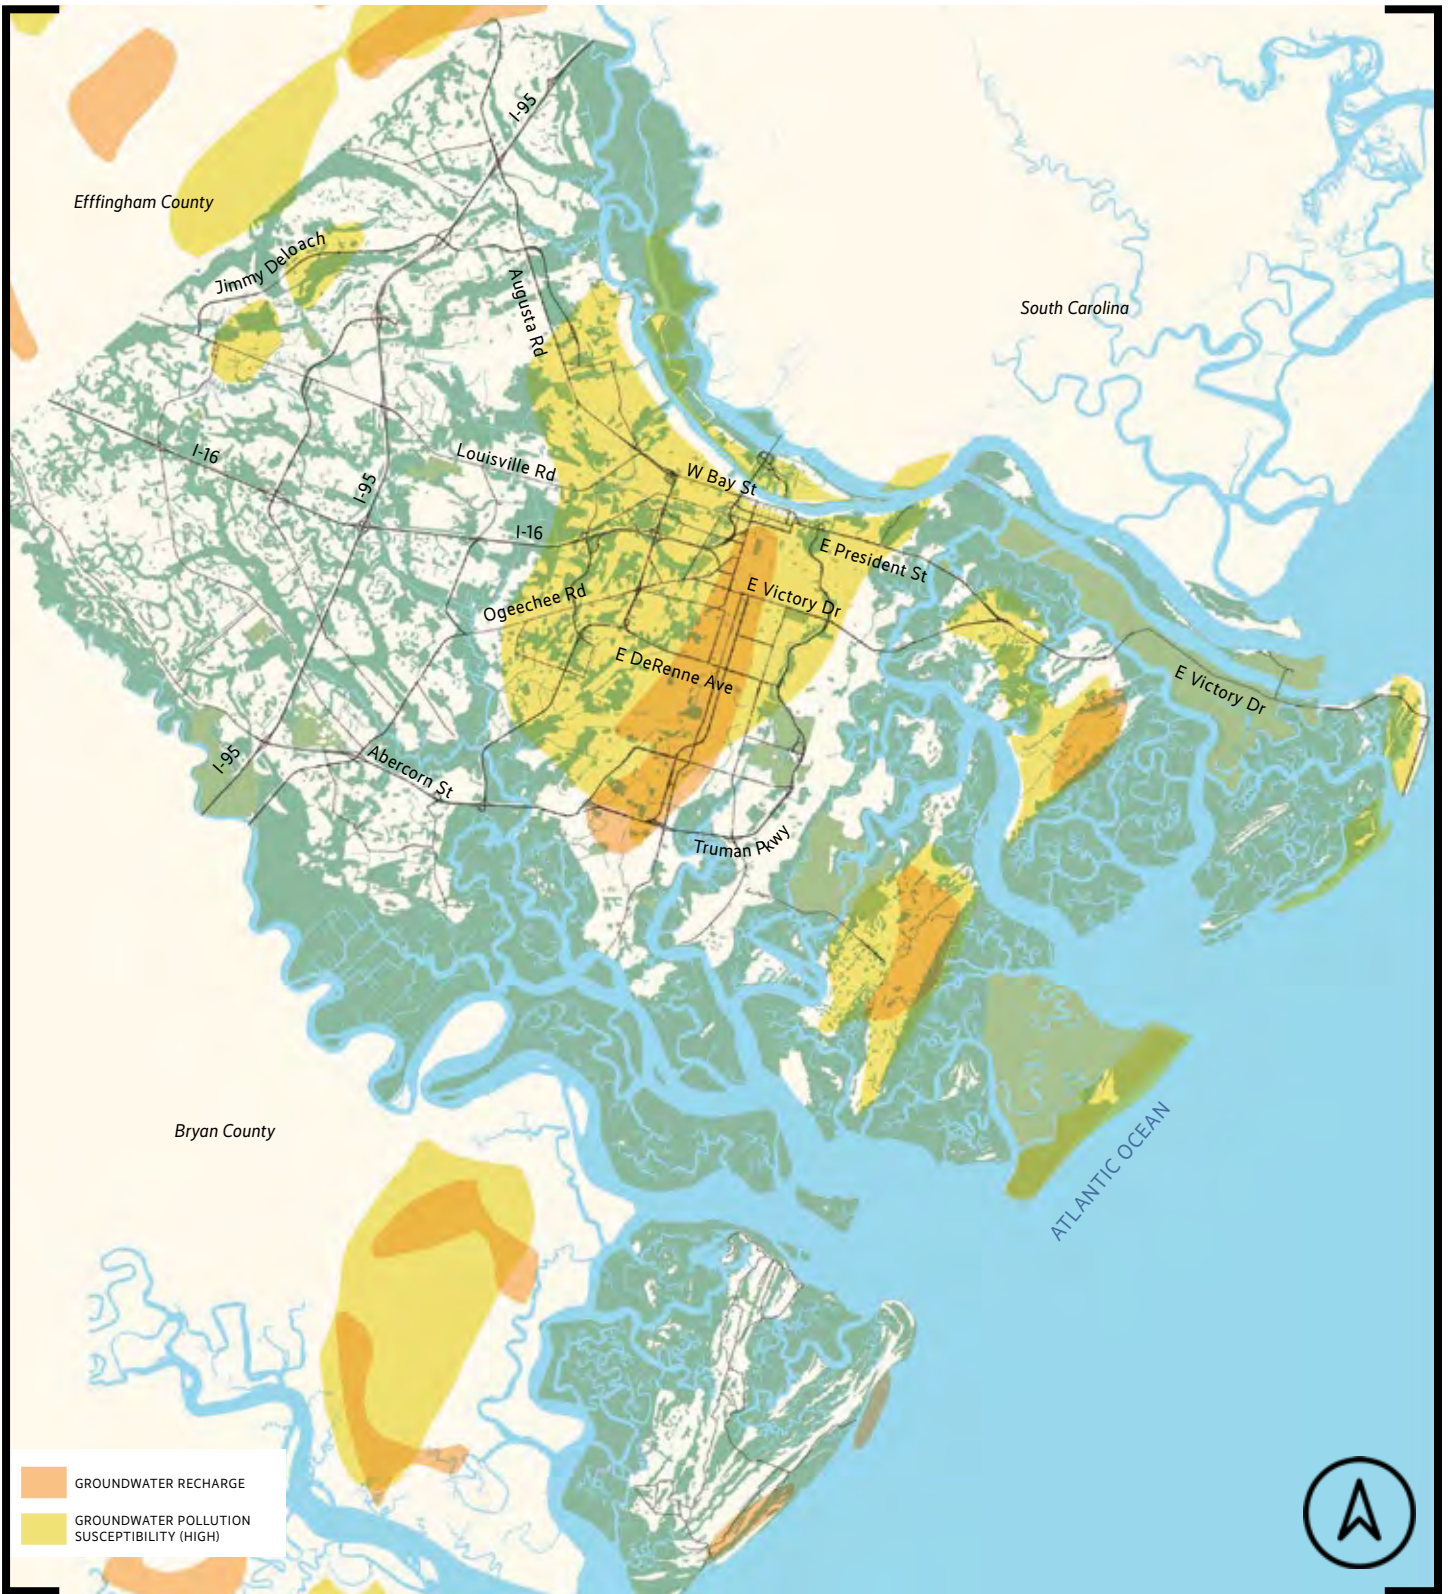 I-95
Efffingham County
Jimmy Deloach
Augusta Rd
South Carolina
I-16
I-95
Louisville Rd
W Bay St
I-16
E President St
Ogeechee Rd
E Victory Dr
E DeRenne Ave
E Victory Dr
I-95
Abercorn St
Truman Pkwy
Bryan County
ATLANTIC OCEAN
GROUNDWATER RECHARGE
GROUNDWATER POLLUTION
SUSCEPTIBILITY (HIGH)